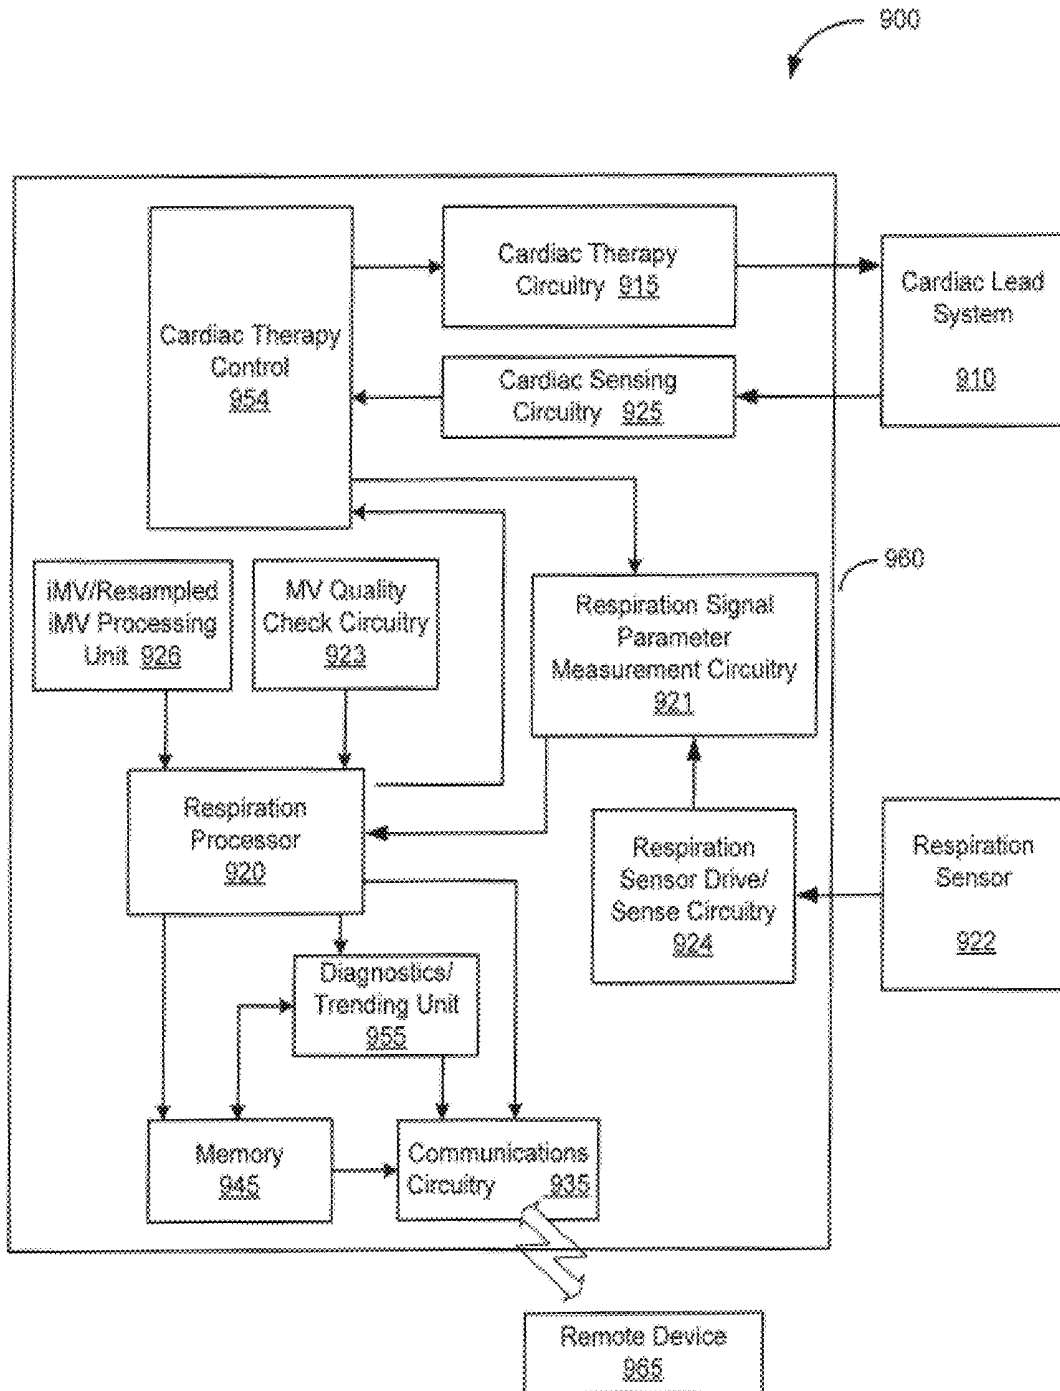 900
Cardiac Therapy
Circuitry 915
Cardiac Lead
System
910
Cardiac Therapy
Control
954
Cardiac Sensing
Circuitry 925
960
iMV/Resampled
iMV Processing
Unit 926
MV Quality
Check Circuitry
923
Respiration Signal
Parameter
Measurement Circuitry
921
Respiration
Processor
920
Respiration
Sensor Drive/
Sense Circuitry
924
Respiration
Sensor
922
Diagnostics/
Trending Unit
955
Memory
945
Communications
Circuitry 935
Remote Device
965